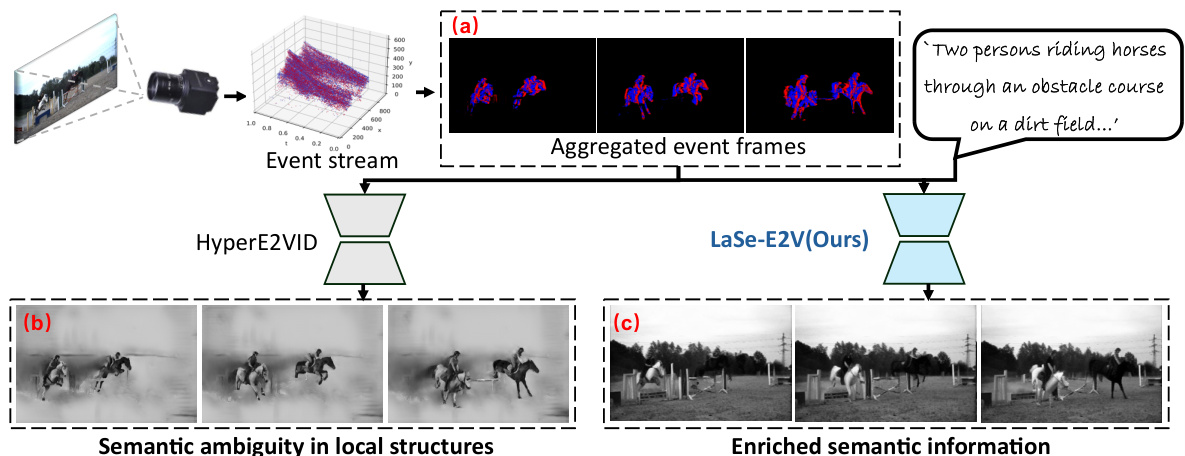 (a)
`Two persons riding horses
through an obstacle course
on a dirt field...’
600
500
400
300
200
100
0
y
1.0
0.8
0.6
0.4
0.2
0.0
t
0
200
400
600
800
x
Event stream
Aggregated event frames
HyperE2VID
LaSe-E2V(Ours)
(b)
(c)
Semantic ambiguity in local structures
Enriched semantic information